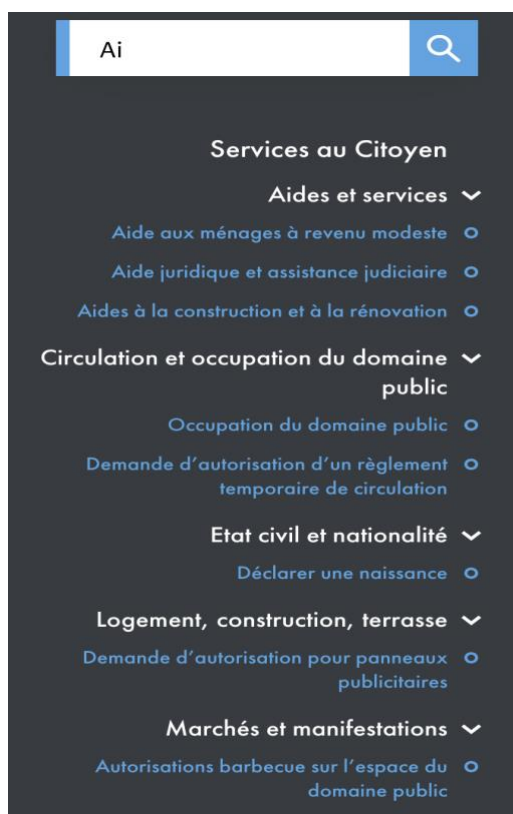 Ai
Services au Citoyen
Aides et services
Aide aux ménages à revenu modeste
Aide juridique et assistance judiciaire
Aides à la construction et à la rénovation
Circulation et occupation du domaine
public
Occupation du domaine public
Demande d'autorisation d'un règlement
temporaire de circulation
Etat civil et nationalité
Déclarer une naissance
Logement, construction, terrasse
Demande d'autorisation pour panneaux
publicitaires
Marchés et manifestations
Autorisations barbecue sur l'espace du
domaine public